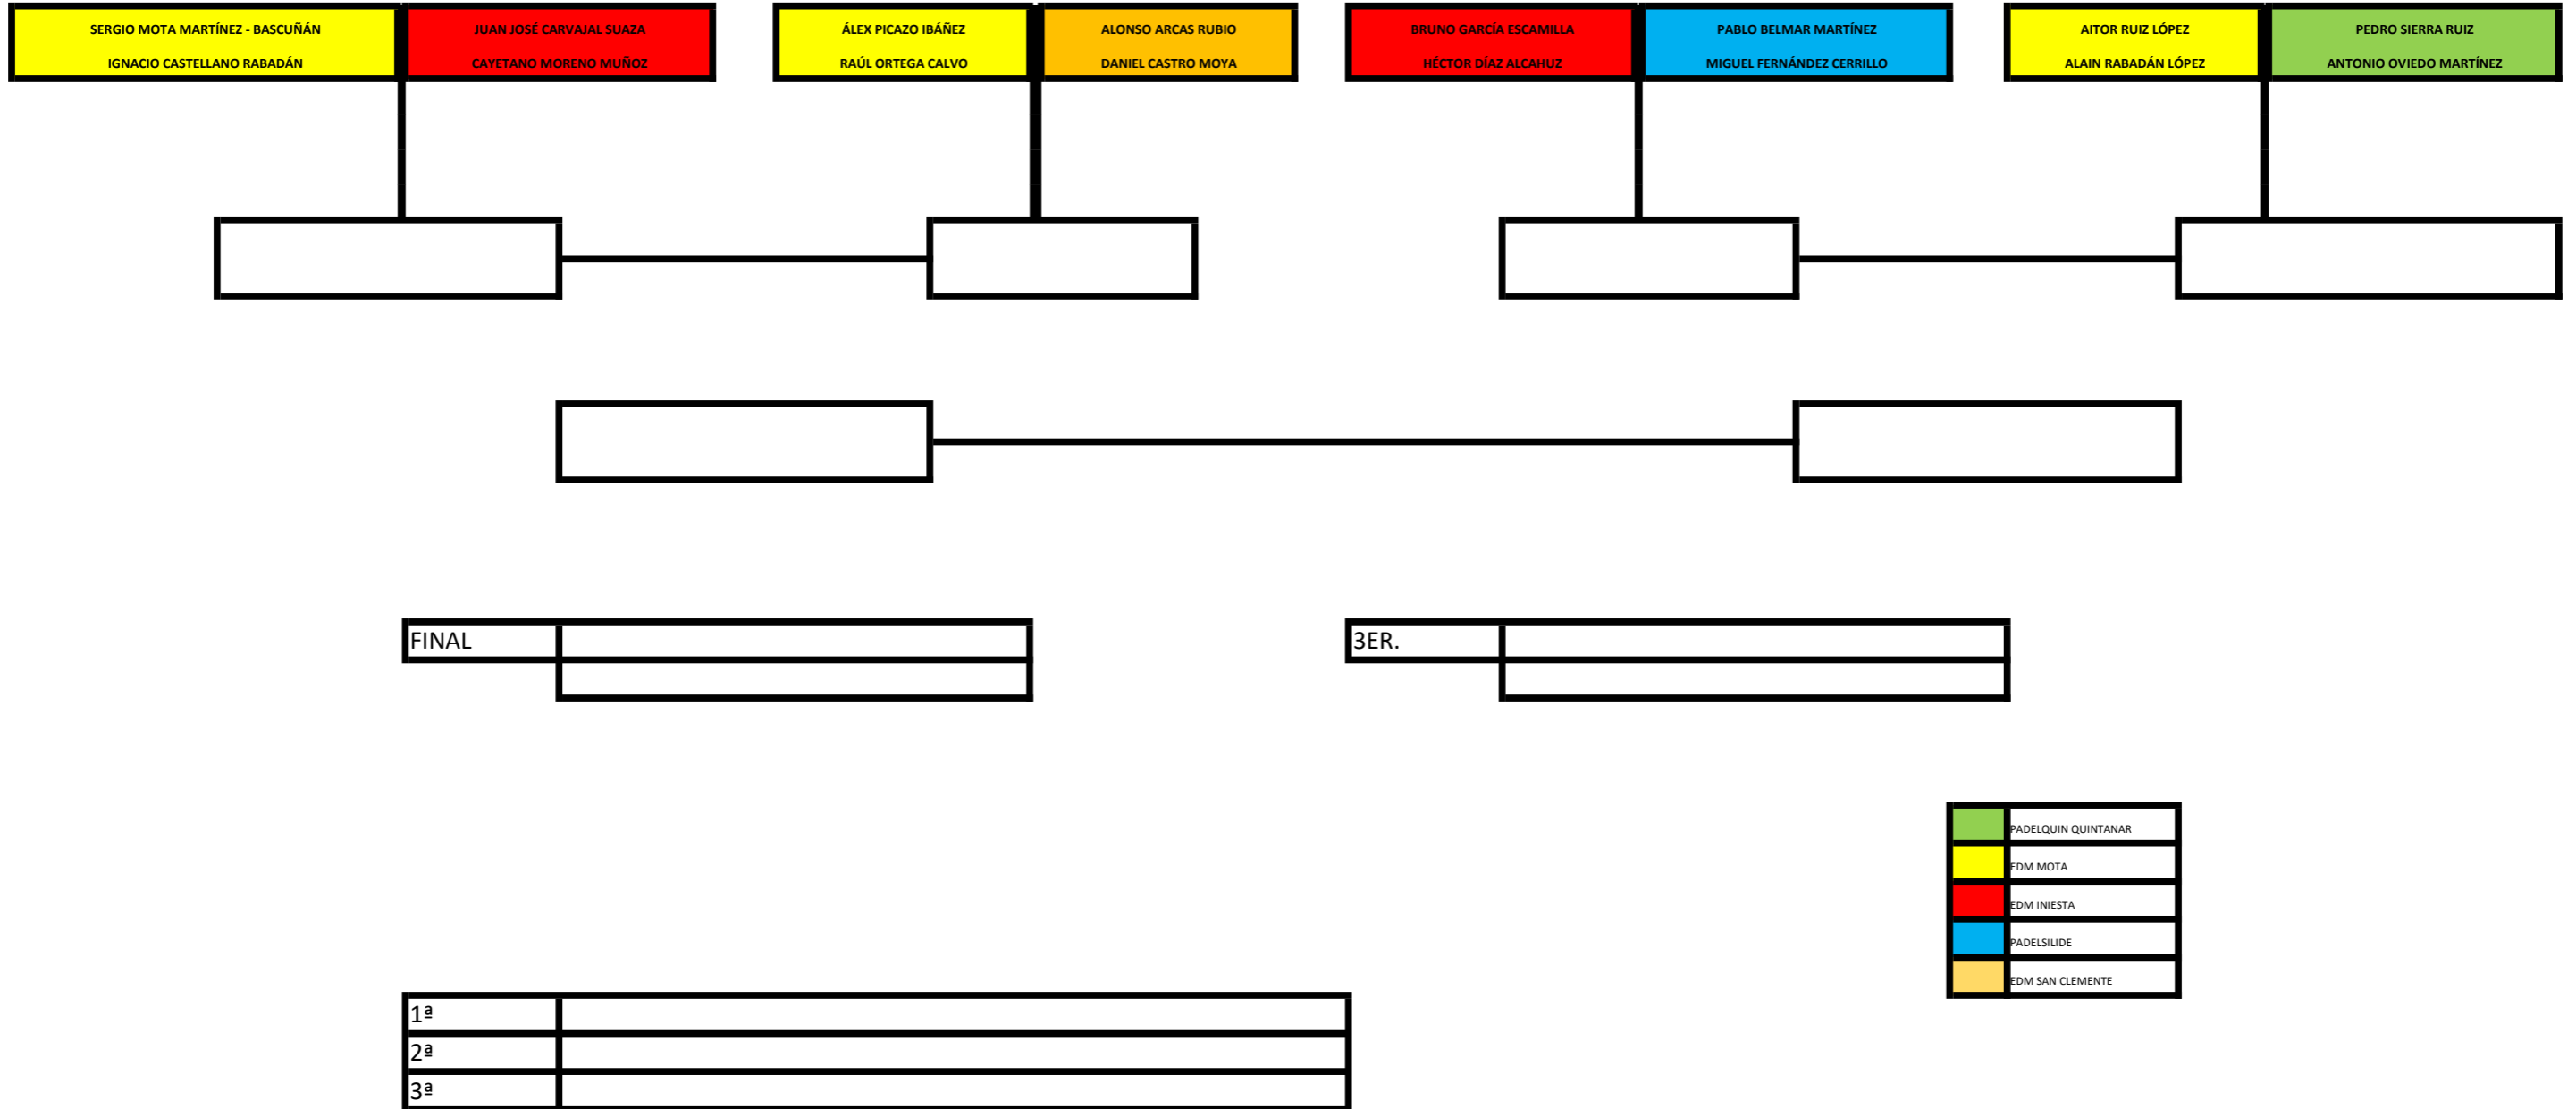 SERGIO MOTA MARTÍNEZ - BASCUÑÁN
IGNACIO CASTELLANO RABADÁN
JUAN JOSÉ CARVAJAL SUAZA
CAYETANO MORENO MUÑOZ
ÁLEX PICAZO IBÁÑEZ
RAÚL ORTEGA CALVO
ALONSO ARCAS RUBIO
DANIEL CASTRO MOYA
BRUNO GARCÍA ESCAMILLA
HÉCTOR DÍAZ ALCAHUZ
PABLO BELMAR MARTÍNEZ
MIGUEL FERNÁNDEZ CERRILLO
AITOR RUIZ LÓPEZ
ALAIN RABADÁN LÓPEZ
PEDRO SIERRA RUIZ
ANTONIO OVIEDO MARTÍNEZ
FINAL
3ER.
PADELQUIN QUINTANAR
EDM MOTA
EDM INIESTA
PADELSILIDE
EDM SAN CLEMENTE
1ª
2ª
3ª